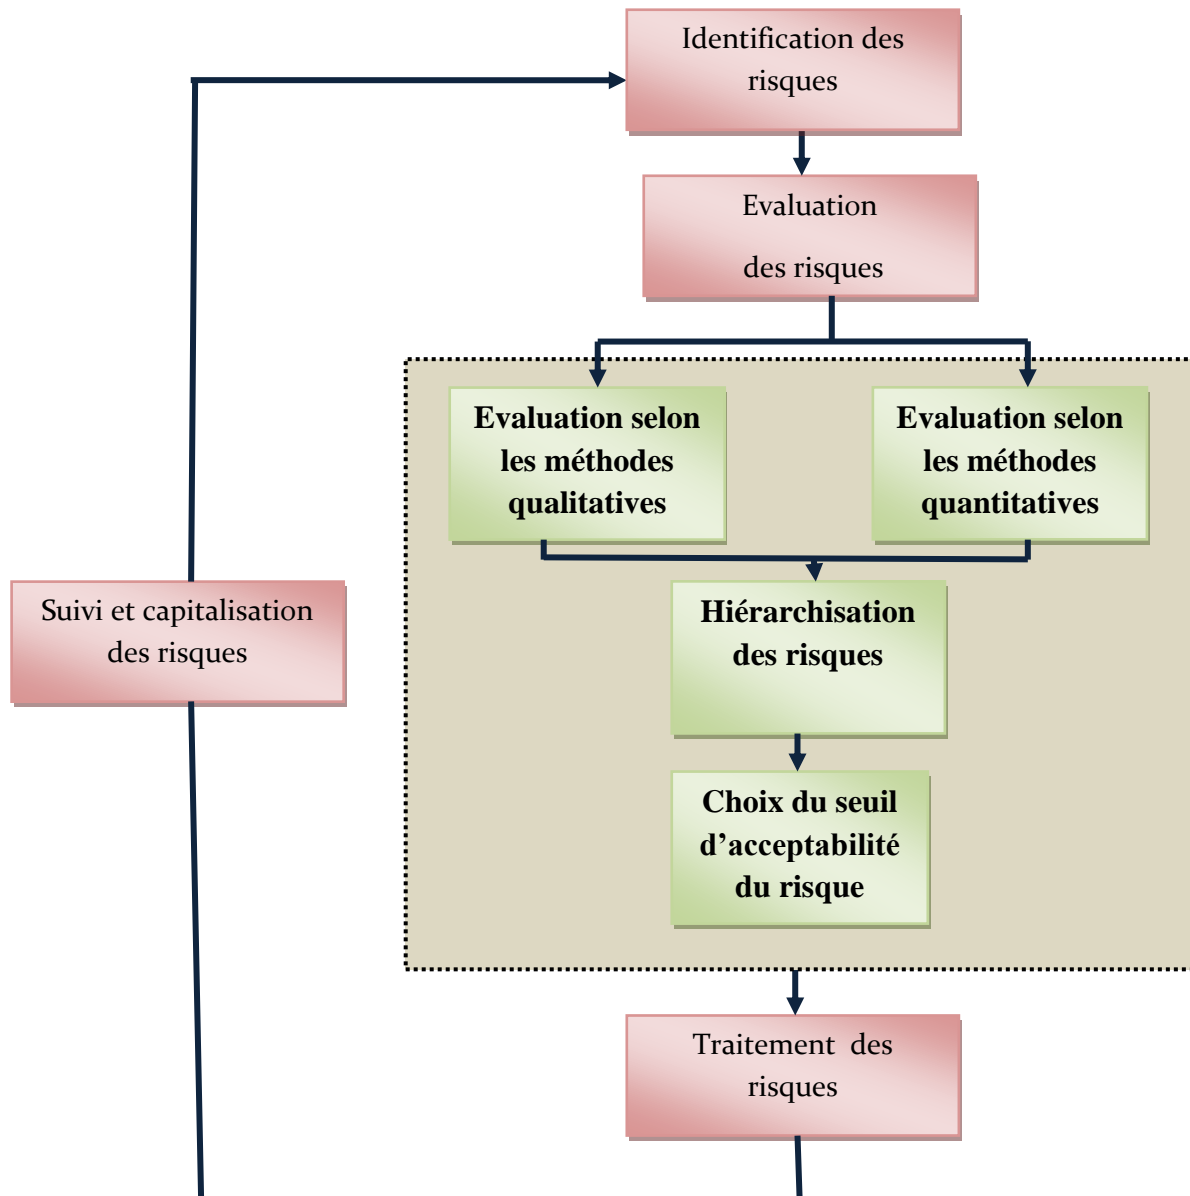 Identification des
risques
Evaluation
des risques
Evaluation selon
les méthodes
qualitatives
Evaluation selon
les méthodes
quantitatives
Suivi et capitalisation
des risques
Hiérarchisation
des risques
Choix du seuil
d’acceptabilité
du risque
Traitement des
risques